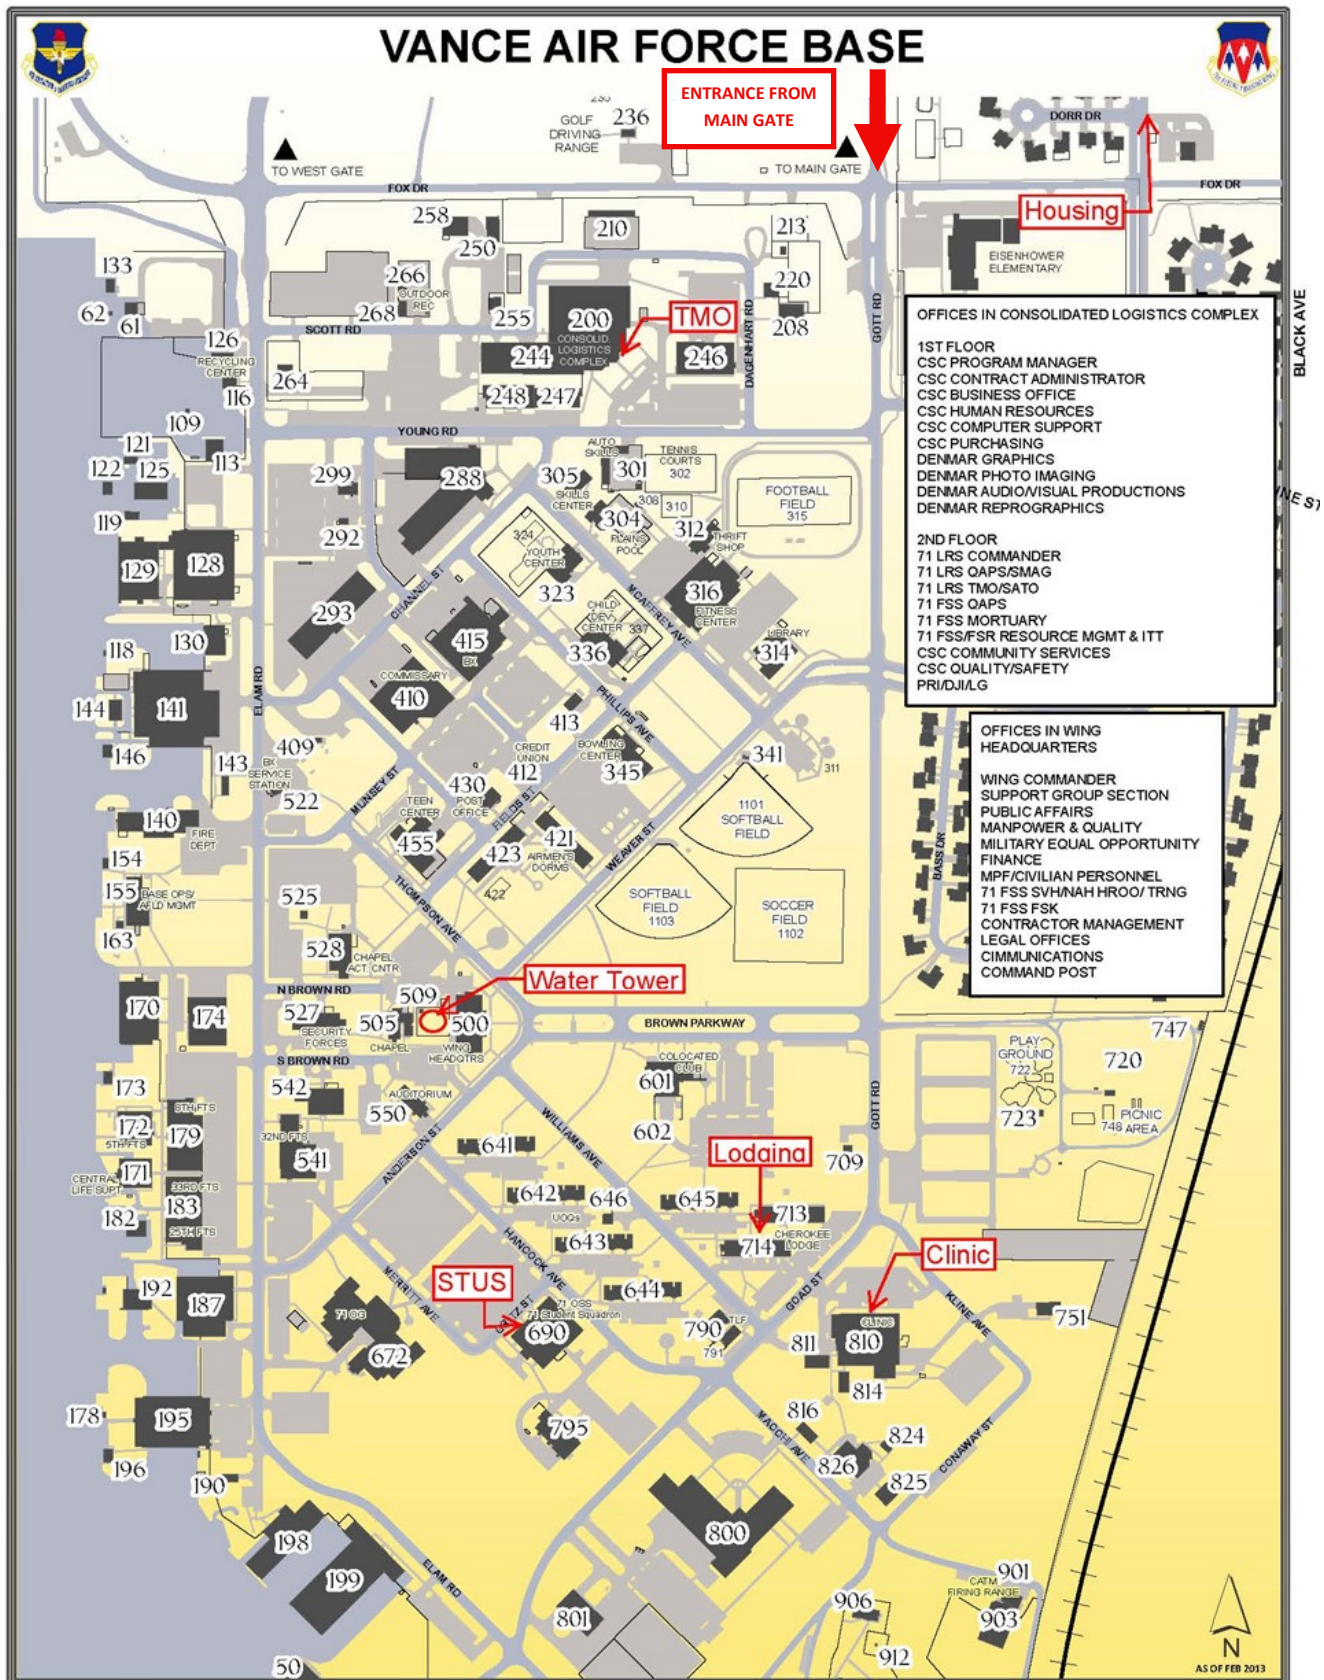 VANCE AIR FORCE BASE
ENTRANCE FROM
MAIN GATE
GOLF
DRIVING
RANGE
236
DORR DR
TO WEST GATE
TO MAIN GATE
FOX DR
FOX DR
Housing
258
250
210
213
EISENHOWER
ELEMENTARY
133
266
OUTDOOR
REC
268
220
62
61
255
200
CONSOLID.
LOGISTICS
COMPLEX
TMO
208
GOTT RD
SCOTT RD
126
RECYCLING
CENTER
264
244
246
DAGENHART RD
BLACK AVE
116
248
247
109
YOUNG RD
OFFICES IN CONSOLIDATED LOGISTICS COMPLEX
1ST FLOOR
CSC PROGRAM MANAGER
CSC CONTRACT ADMINISTRATOR
CSC BUSINESS OFFICE
CSC HUMAN RESOURCES
CSC COMPUTER SUPPORT
CSC PURCHASING
DENMAR GRAPHICS
DENMAR PHOTO IMAGING
DENMAR AUDIO/VISUAL PRODUCTIONS
DENMAR REPROGRAPHICS
2ND FLOOR
71 LRS COMMANDER
71 LRS QAPS/SMAG
71 LRS TMO/SATO
71 FSS QAPS
71 FSS MORTUARY
71 FSS/FSR RESOURCE MGMT & ITT
CSC COMMUNITY SERVICES
CSC QUALITY/SAFETY
PRI/DJI/LG
121
113
122
125
299
288
305
SKILLS
CENTER
AUTO
SKILLS
301
TENNIS
COURTS
302
308
310
FOOTBALL
FIELD
315
NE ST
119
292
324
304
PLAINS
POOL
312
THRIFT
SHOP
129
128
YOUTH
CENTER
323
316
FITNESS
CENTER
293
CHANNEL ST
CHILD
DEV
CENTER
337
MCAFFREY AVE
118
130
415
BX
336
LIBRARY
314
ELAM RD
COMMISSARY
410
PHILLIPS AVE
144
141
413
146
409
CREDIT
UNION
412
BOWLING
CENTER
345
341
311
143
BX
SERVICE
STATION
522
MUNSEY ST
430
POST
OFFICE
TEEN
CENTER
FIELDS ST
1101
SOFTBALL
FIELD
140
FIRE
DEPT
455
423
421
AIRMEN'S
DORMS
422
WEAVER ST
BASS DR
OFFICES IN WING
HEADQUARTERS
WING COMMANDER
SUPPORT GROUP SECTION
PUBLIC AFFAIRS
MANPOWER & QUALITY
MILITARY EQUAL OPPORTUNITY
FINANCE
MPF/CIVILIAN PERSONNEL
71 FSS SVH/NAH HROO/ TRNG
71 FSS FSK
CONTRACTOR MANAGEMENT
LEGAL OFFICES
CIMMUNICATIONS
COMMAND POST
154
155
BASE OPS/
AFLD MGMT
163
525
THOMPSON AVE
SOFTBALL
FIELD
1103
SOCCER
FIELD
1102
528
CHAPEL
ACT. CNTR
Water Tower
N BROWN RD
170
174
527
SECURITY
FORCES
509
505
CHAPEL
500
WING
HEADQTRS
BROWN PARKWAY
S BROWN RD
747
PLAY
GROUND
722
720
723
748
PICNIC
AREA
COLOCATED
CLUB
601
602
GOTT RD
173
542
AUDITORIUM
550
8TH FTS
172
5TH FTS
179
32ND FTS
541
ANDERSON ST
641
WILLIAMS AVE
Lodging
709
CENTRAL
LIFE SUPT
171
33RD FTS
183
182
25TH FTS
642
646
UOQs
645
713
643
714
CHEROKEE
LODGE
Clinic
HANCOCK AVE
STUS
192
187
MERRITT AVE
644
GOAD ST
KLINE AVE
71 OG
71 OSS
71 Student Squadron
690
790
TLF
791
CLINIC
810
811
751
672
814
178
195
795
816
MACCHI AVE
824
CONAWAY ST
196
190
826
825
198
199
800
ELAM RD
901
CATM
FIRING RANGE
903
801
906
912
50
N
AS OF FEB 2013